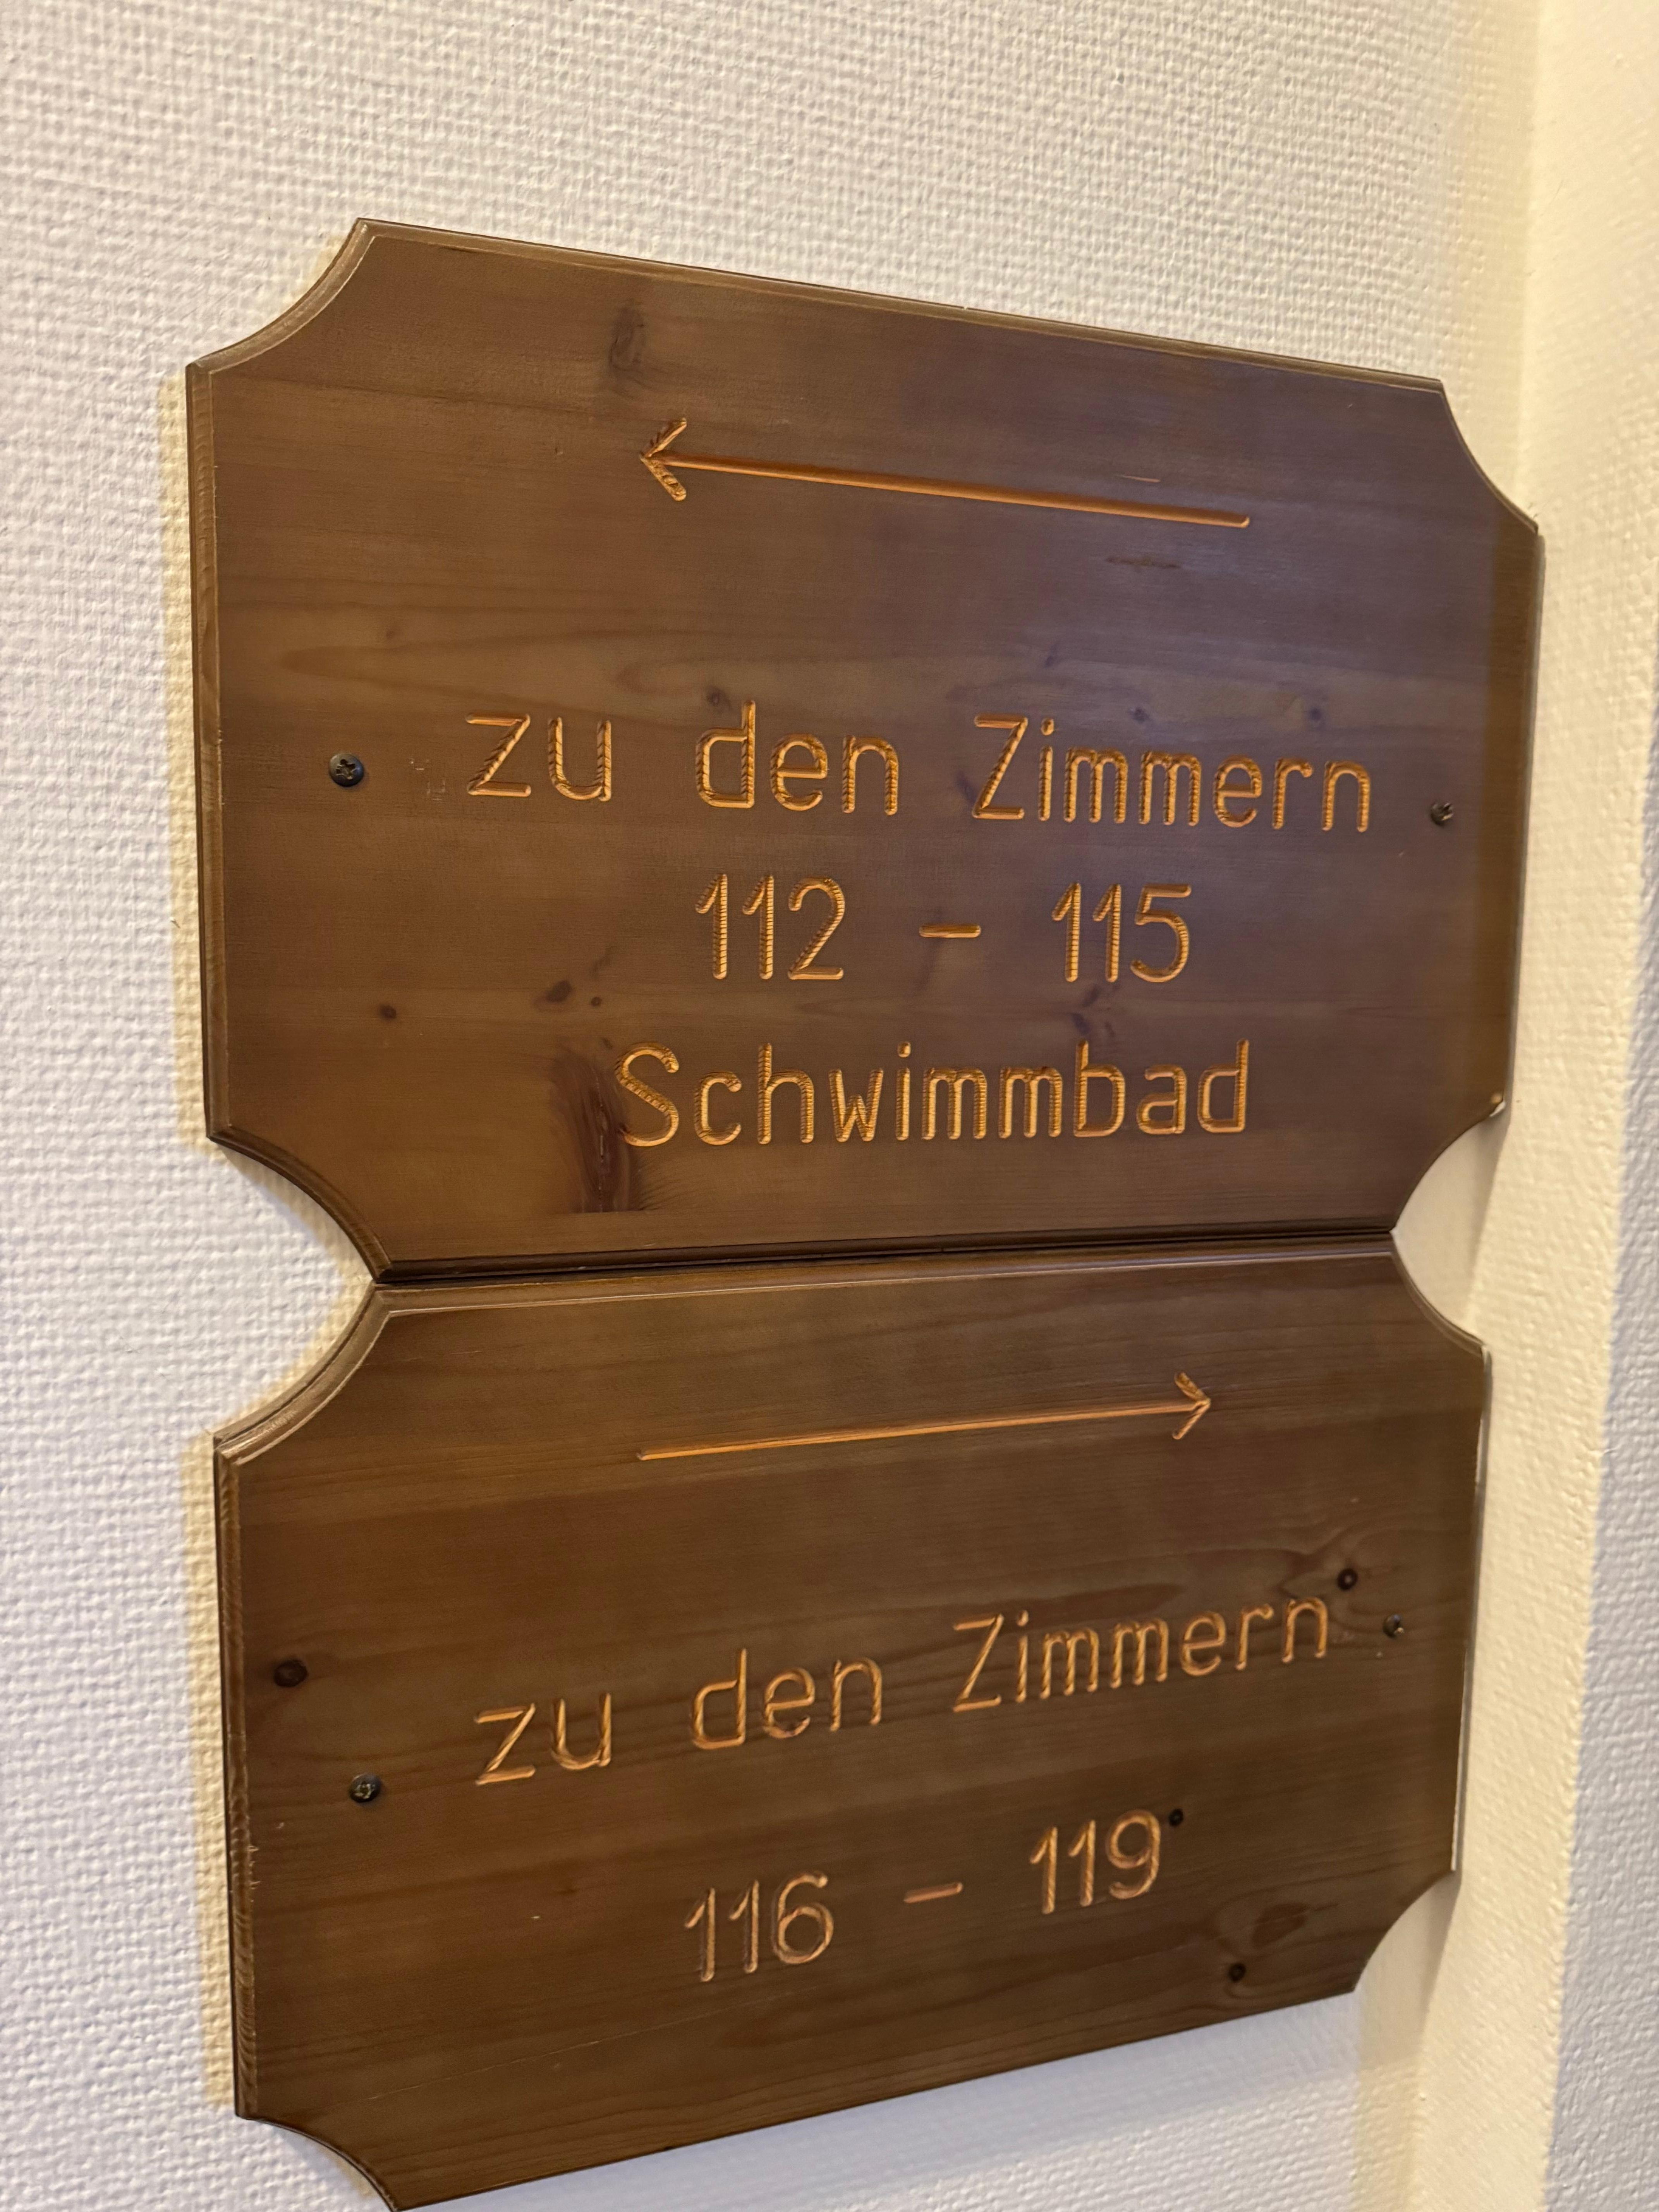 zu den Zimmern
112 - 115
Schwimmbad
zu den Zimmern
116 - 119